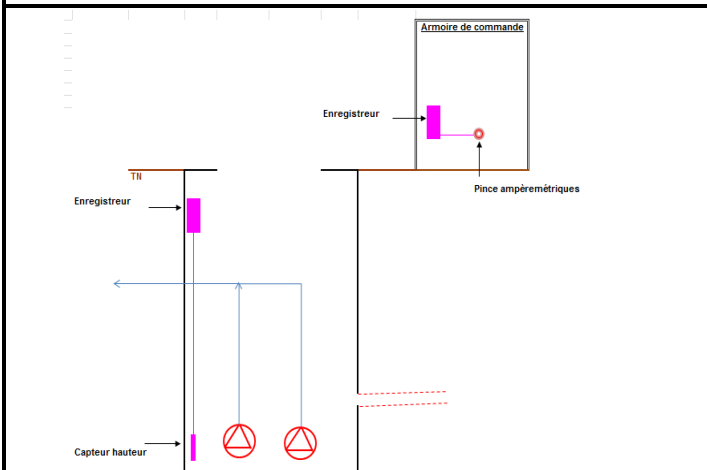 Armoire de commande
Enregistreur
Pince ampèremétriques
TN
Enregistreur
Capteur hauteur